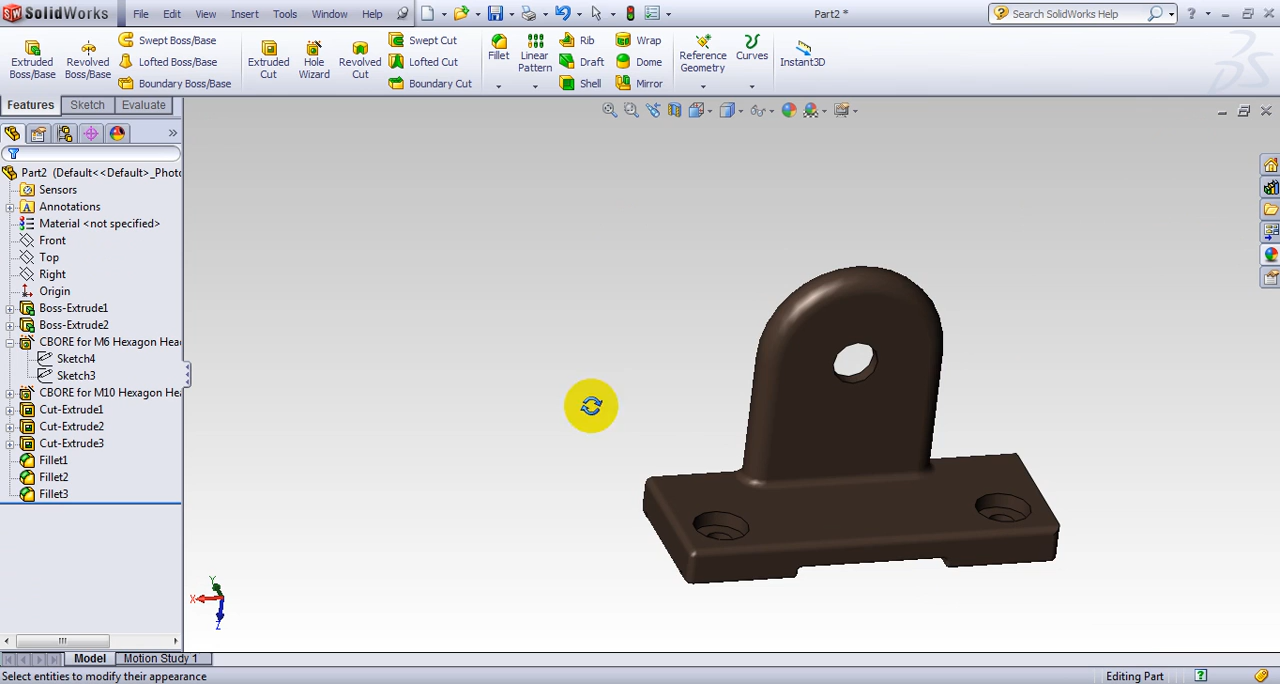 SolidWorks File Edit View Insert Tools Window Help Part2 * Search SolidWorks Help
Extruded Boss/Base
Revolved Boss/Base
Swept Boss/Base
Lofted Boss/Base
Boundary Boss/Base
Extruded Cut
Hole Wizard
Revolved Cut
Swept Cut
Lofted Cut
Boundary Cut
Fillet
Linear Pattern
Rib
Draft
Shell
Wrap
Dome
Mirror
Reference Geometry
Curves
Instant3D
Features Sketch Evaluate
Part2 (Default<<Default>_Photo
Sensors
Annotations
Material <not specified>
Front
Top
Right
Origin
Boss-Extrude1
Boss-Extrude2
CBORE for M6 Hexagon Hea
Sketch4
Sketch3
CBORE for M10 Hexagon He
Cut-Extrude1
Cut-Extrude2
Cut-Extrude3
Fillet1
Fillet2
Fillet3
Y
X
Z
Model Motion Study 1
Select entities to modify their appearance Editing Part